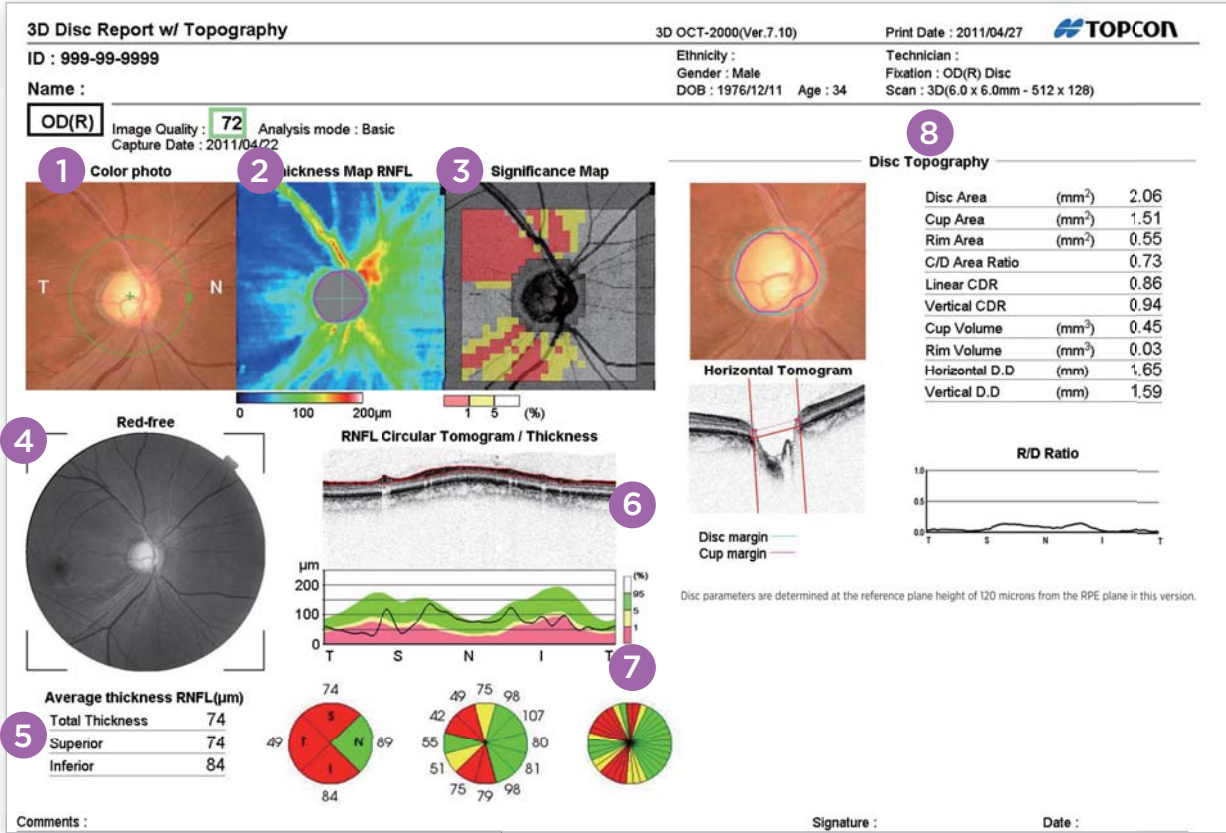 3D Disc Report w/ Topography
3D OCT-2000(Ver.7.10)
Print Date : 2011/04/27
TOPCON
ID : 999-99-9999
Ethnicity :
Technician :
Gender : Male
Fixation : OD(R) Disc
Name :
DOB : 1976/12/11 Age : 34
Scan : 3D(6.0 x 6.0mm - 512 x 128)
OD(R)
Image Quality : 72 Analysis mode : Basic
Capture Date : 2011/04/22
8
Disc Topography
1 Color photo
2 hickness Map RNFL
3 Significance Map
T N
0 100 200μm
1 5 (%)
Disc Area (mm²) 2.06
Cup Area (mm²) 1.51
Rim Area (mm²) 0.55
C/D Area Ratio 0.73
Linear CDR 0.86
Vertical CDR 0.94
Cup Volume (mm³) 0.45
Rim Volume (mm³) 0.03
Horizontal D.D (mm) 1.65
Vertical D.D (mm) 1.59
Horizontal Tomogram
Disc margin
Cup margin
R/D Ratio
1.0
0.5
0.0
T S N I T
Disc parameters are determined at the reference plane height of 120 microns from the RPE plane in this version.
4
Red-free
RNFL Circular Tomogram / Thickness
6
μm
200
100
0
T S N I T
(%)
95
5
1
7
5
Average thickness RNFL(μm)
Total Thickness 74
Superior 74
Inferior 84
74
49 T S N I 89
84
49 75 98
42 107
55 80
51 81
75 79 98
Comments :
Signature :
Date :